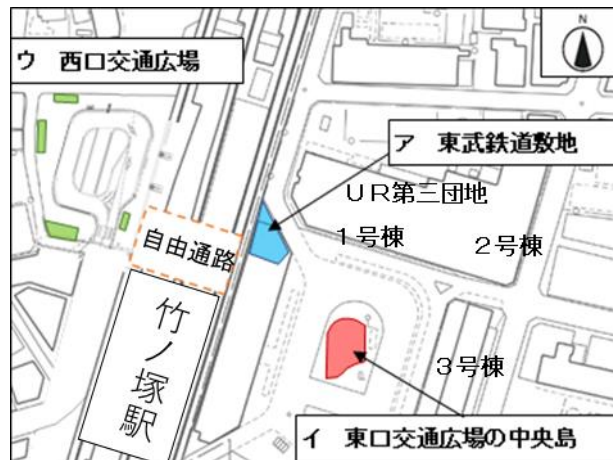 N
ウ 西口交通広場
ア 東武鉄道敷地
UR第三団地
1号棟
2号棟
自由通路
竹ノ塚駅
3号棟
イ 東口交通広場の中央島